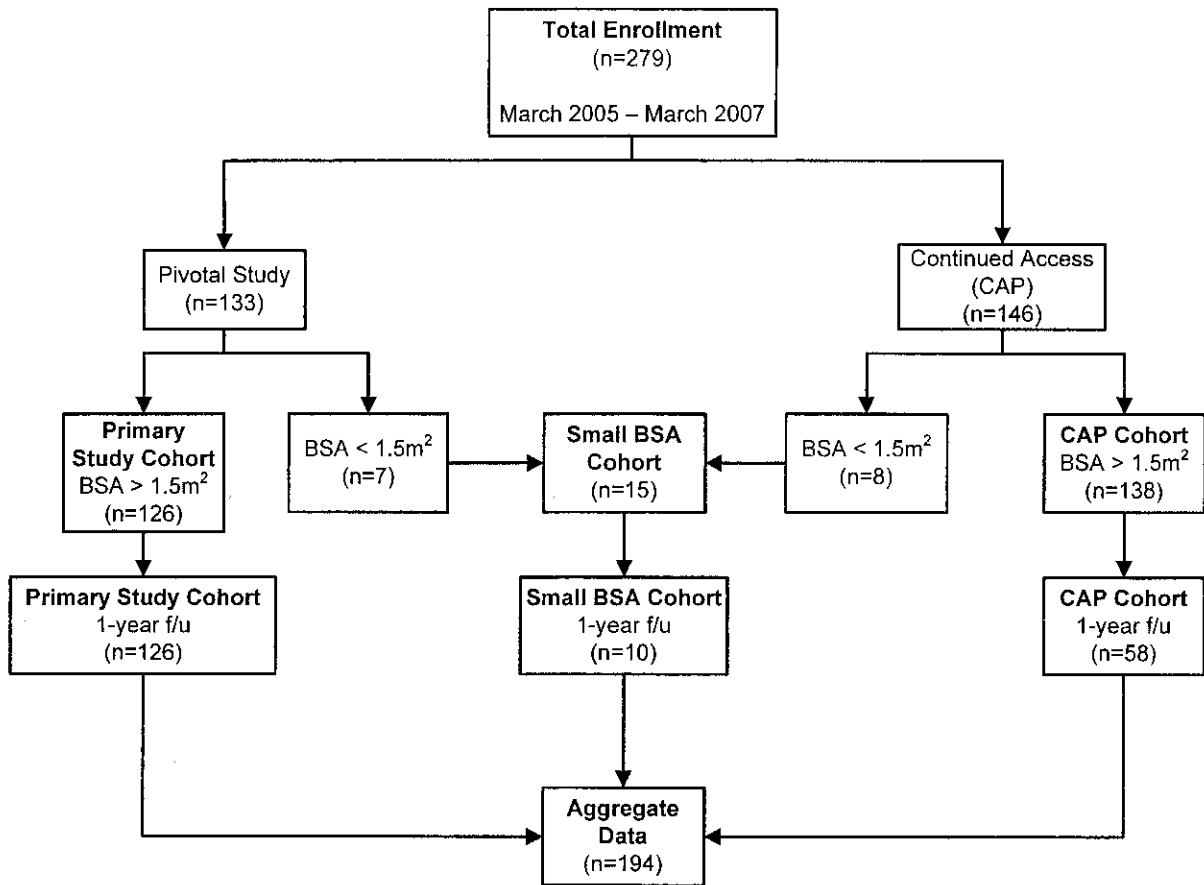 Total Enrollment
(n=279)
March 2005 – March 2007
Pivotal Study
(n=133)
Continued Access
(CAP)
(n=146)
Primary
Study Cohort
BSA > 1.5m²
(n=126)
BSA < 1.5m²
(n=7)
Small BSA
Cohort
(n=15)
BSA < 1.5m²
(n=8)
CAP Cohort
BSA > 1.5m²
(n=138)
Primary Study Cohort
1-year f/u
(n=126)
Small BSA Cohort
1-year f/u
(n=10)
CAP Cohort
1-year f/u
(n=58)
Aggregate
Data
(n=194)